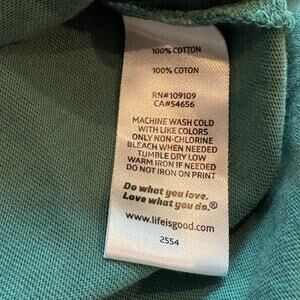 100% COTTON
100% COTON
RN#109109
CA#54656
MACHINE WASH COLD
WITH LIKE COLORS
ONLY NON-CHLORINE
BLEACH WHEN NEEDED
TUMBLE DRY LOW
WARM IRON IF NEEDED
DO NOT IRON ON PRINT
Do what you love.
Love what you do.®
www.lifeisgood.com
2554